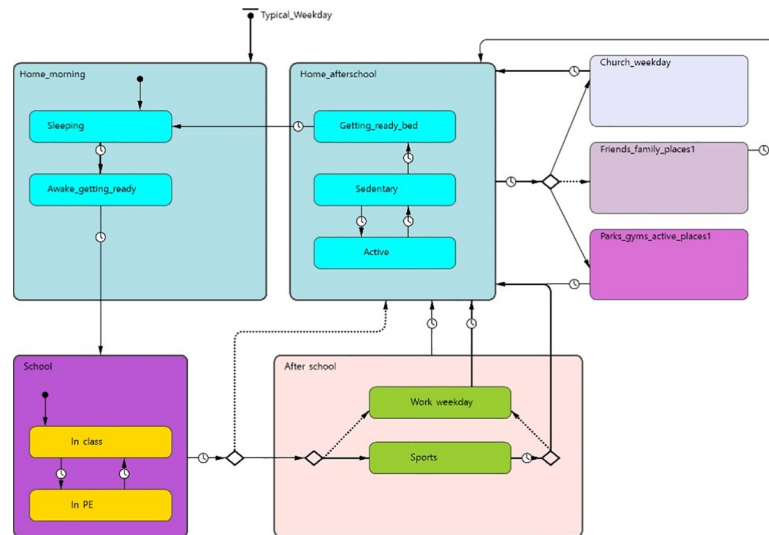 Typical_Weekday
Home_morning
Home_afterschool
Church_weekday
Sleeping
Getting_ready_bed
Friends_family_places1
Awake_getting_ready
Sedentary
Parks_gyms_active_places1
Active
School
After school
Work weekday
In class
Sports
In PE